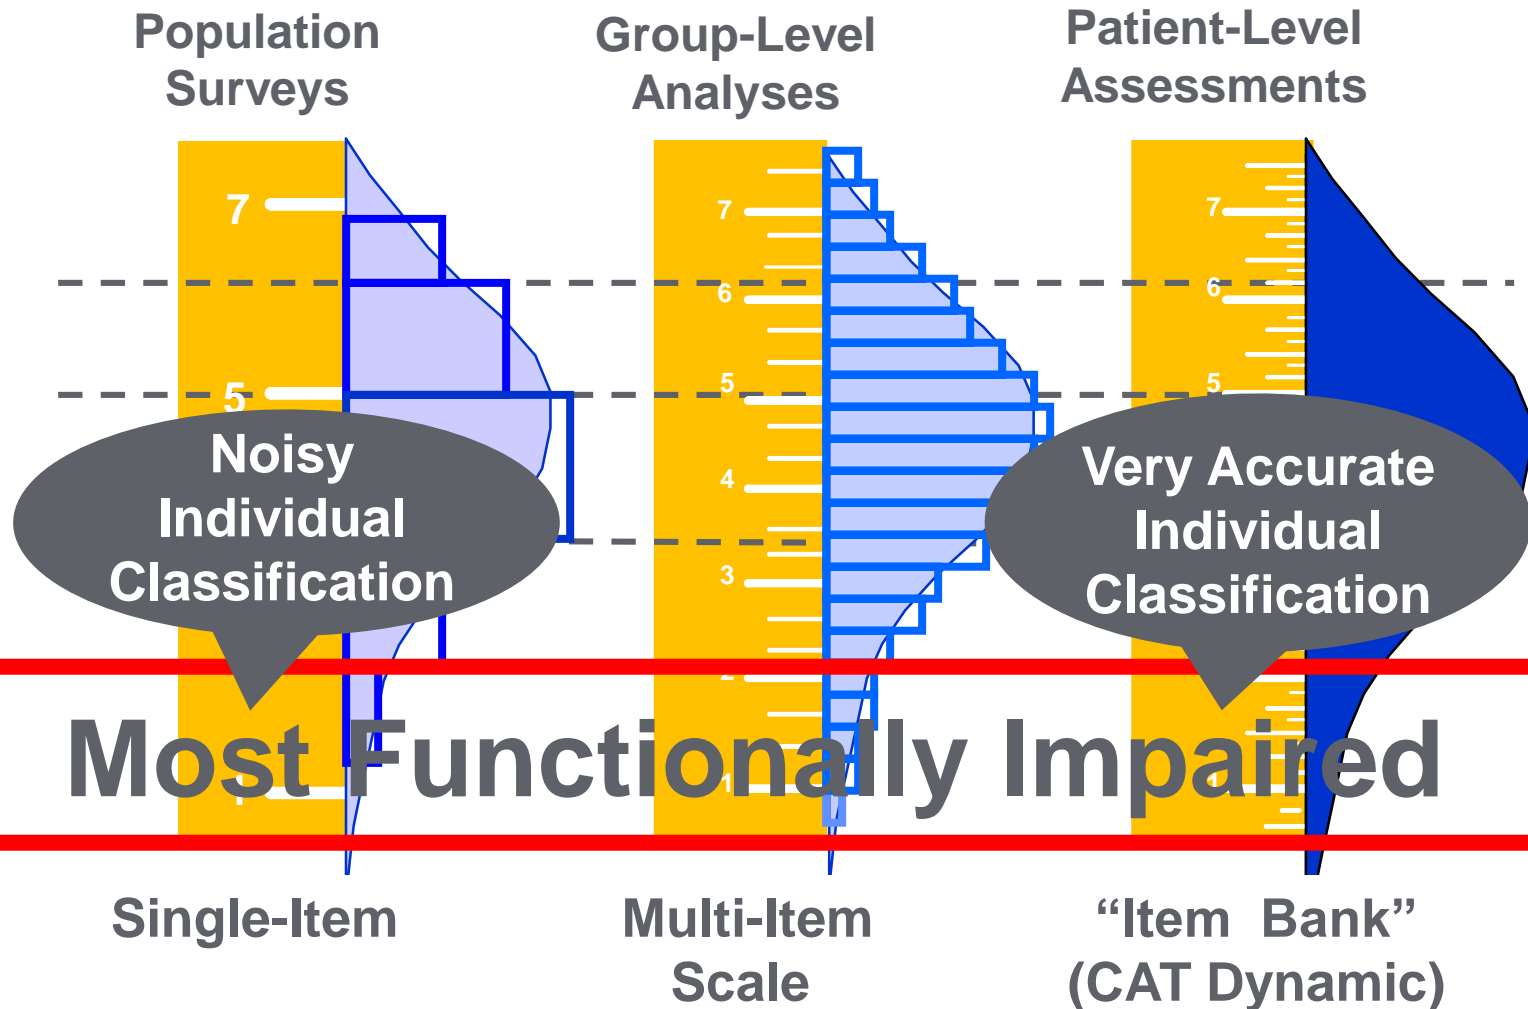 Population
Surveys
Group-Level
Analyses
Patient-Level
Assessments
7
5
7
6
5
4
3
2
1
7
6
5
1
Noisy
Individual
Classification
Very Accurate
Individual
Classification
Most Functionally Impaired
Single-Item
Multi-Item
Scale
“Item Bank”
(CAT Dynamic)